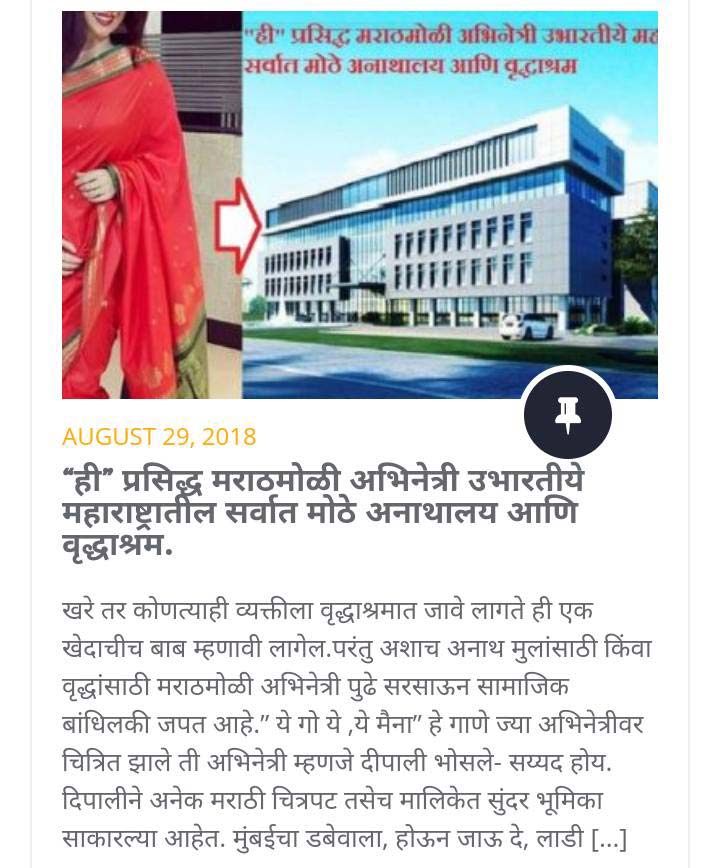 "ही" प्रसिद्ध मराठमोळी अभिनेत्री उभारतीये
सर्वात मोठे अनाथालय आणि वृद्धाश्रम
AUGUST 29, 2018
“ही” प्रसिद्ध मराठमोळी अभिनेत्री उभारतीये
महाराष्ट्रातील सर्वात मोठे अनाथालय आणि
वृद्धाश्रम.
खरे तर कोणत्याही व्यक्तीला वृद्धाश्रमात जावे लागते ही एक
खेदाचीच बाब म्हणावी लागेल.परंतु अशाच अनाथ मुलांसाठी किंवा
वृद्धांसाठी मराठमोळी अभिनेत्री पुढे सरसाऊन सामाजिक
बांधिलकी जपत आहे.” ये गो ये ,ये मैना” हे गाणे ज्या अभिनेत्रीवर
चित्रित झाले ती अभिनेत्री म्हणजे दीपाली भोसले- सय्यद होय.
दिपालीने अनेक मराठी चित्रपट तसेच मालिकेत सुंदर भूमिका
साकारल्या आहेत. मुंबईचा डबेवाला, होऊन जाऊ दे, लाडी [...]